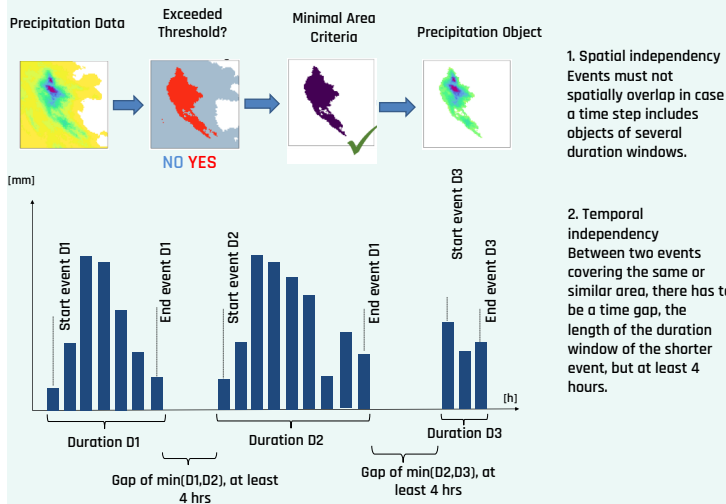 Precipitation Data
Exceeded
Threshold?
Minimal Area
Criteria
Precipitation Object
NO YES
1. Spatial independency
Events must not
spatially overlap in case
a time step includes
objects of several
duration windows.
2. Temporal
independency
Between two events
covering the same or
similar area, there has to
be a time gap, the
length of the duration
window of the shorter
event, but at least 4
hours.
[mm]
Start event D1
End event D1
Start event D2
End event D1
Start event D3
End event D3
[h]
Duration D1
Duration D2
Duration D3
Gap of min(D1,D2), at least
4 hrs
Gap of min(D2,D3), at
least 4 hrs